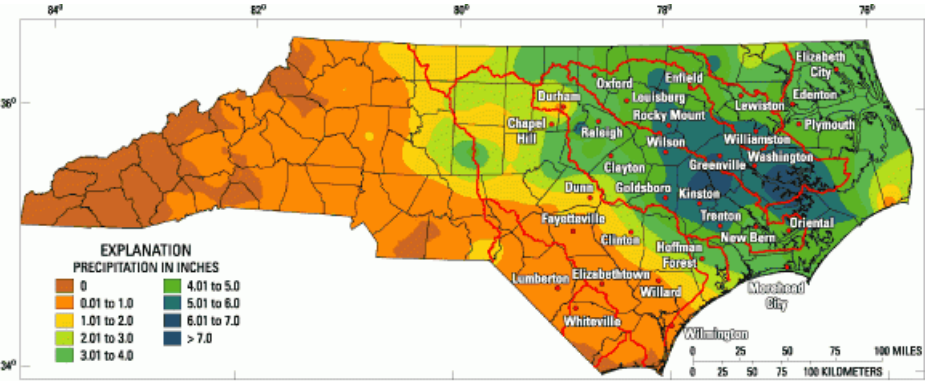 84° 82° 80° 78° 76°
36°
34°
Elizabeth
City
Oxford
Enfield
Durham
Louisburg
Lewiston
Edenton
Chapel
Hill
Raleigh
Rocky Mount
Plymouth
Wilson
Williamston
Clayton
Greenville
Washington
Dunn
Goldsboro
Kinston
Fayetteville
Trenton
Oriental
Clinton
New Bern
Hoffman
Forest
Lumberton
Elizabethtown
Willard
Morehead
City
Whiteville
Wilmington
EXPLANATION
PRECIPITATION IN INCHES
0
0.01 to 1.0
1.01 to 2.0
2.01 to 3.0
3.01 to 4.0
4.01 to 5.0
5.01 to 6.0
6.01 to 7.0
> 7.0
0 25 50 75 100 MILES
0 25 50 75 100 KILOMETERS